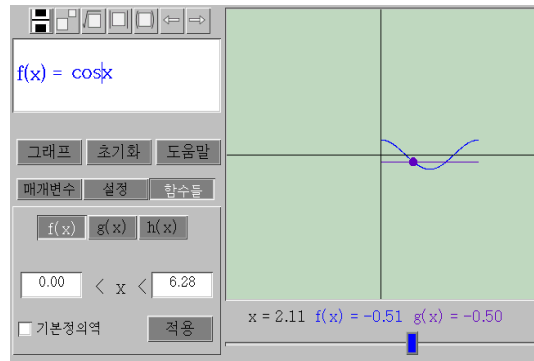 f(x) = cosx
그래프 초기화 도움말
매개변수 설정 함수들
f(x) g(x) h(x)
0.00 < x < 6.28
기본정의역 적용
x = 2.11 f(x) = -0.51 g(x) = -0.50